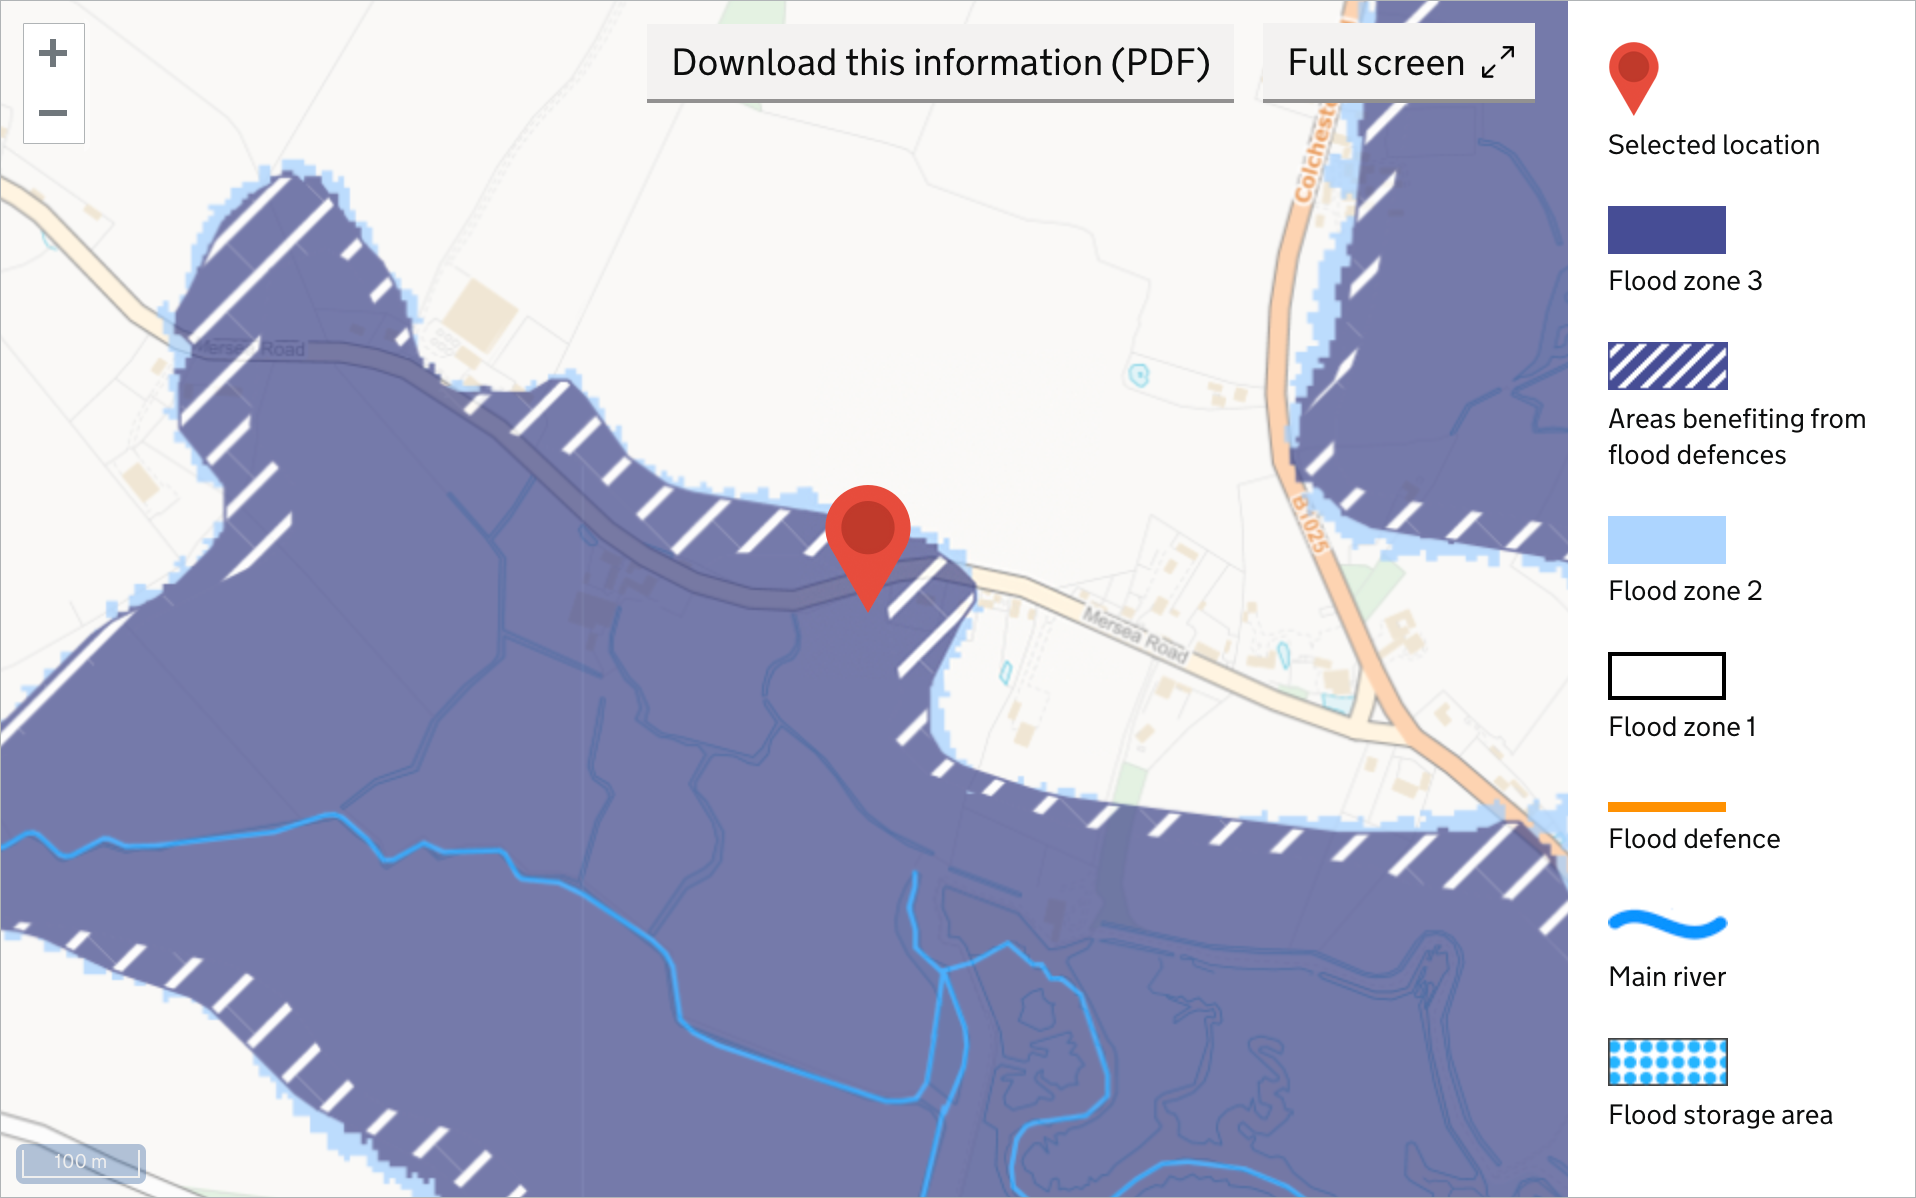 Download this information (PDF)
Full screen
Colchest
Mersea Road
B1025
Mersea Road
100 m
Selected location
Flood zone 3
Areas benefiting from
flood defences
Flood zone 2
Flood zone 1
Flood defence
Main river
Flood storage area